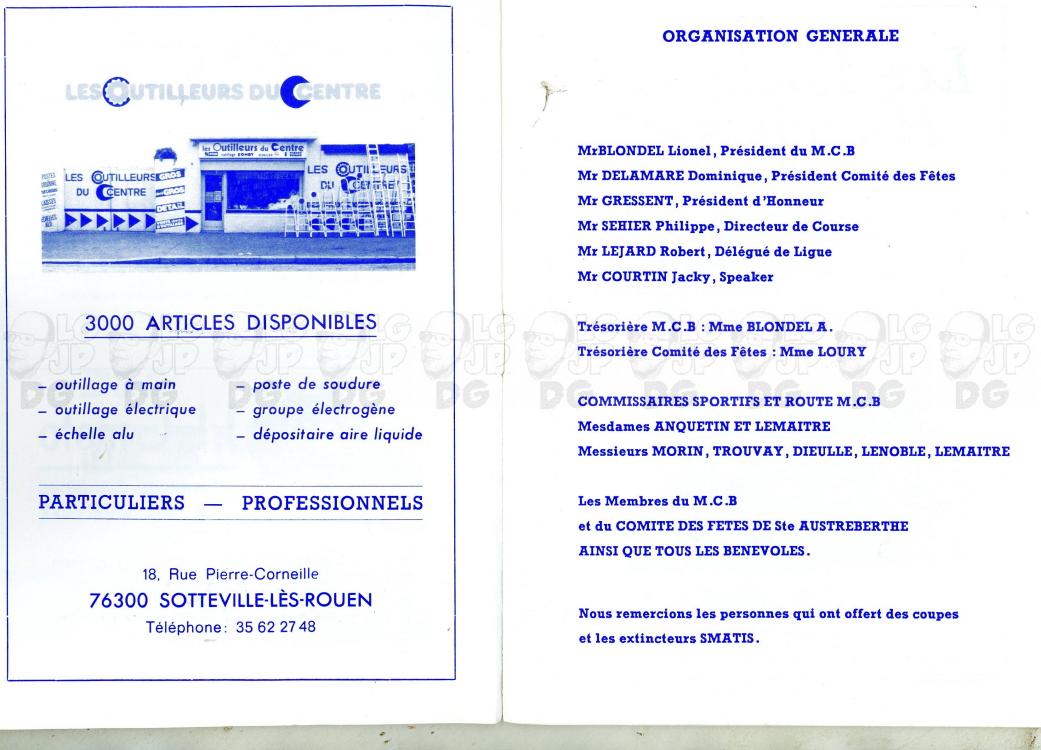 LES OUTILLEURS DU CENTRE
les Outilleurs du Centre
LES OUTILLEURS
DU CENTRE
GROS
DETAIL
LES OUTILLEURS
DU CENTRE
3000 ARTICLES DISPONIBLES
– outillage à main
– outillage électrique
– échelle alu
– poste de soudure
– groupe électrogène
– dépositaire aire liquide
PARTICULIERS — PROFESSIONNELS
18, Rue Pierre-Corneille
76300 SOTTEVILLE-LÈS-ROUEN
Téléphone: 35 62 27 48
ORGANISATION GENERALE
MrBLONDEL Lionel, Président du M.C.B
Mr DELAMARE Dominique, Président Comité des Fêtes
Mr GRESSENT, Président d'Honneur
Mr SEHIER Philippe, Directeur de Course
Mr LEJARD Robert, Délégué de Ligue
Mr COURTIN Jacky, Speaker
Trésorière M.C.B : Mme BLONDEL A.
Trésorière Comité des Fêtes : Mme LOURY
COMMISSAIRES SPORTIFS ET ROUTE M.C.B
Mesdames ANQUETIN ET LEMAITRE
Messieurs MORIN, TROUVAY, DIEULLE, LENOBLE, LEMAITRE
Les Membres du M.C.B
et du COMITE DES FETES DE Ste AUSTREBERTHE
AINSI QUE TOUS LES BENEVOLES.
Nous remercions les personnes qui ont offert des coupes
et les extincteurs SMATIS.
LG
JP
DG